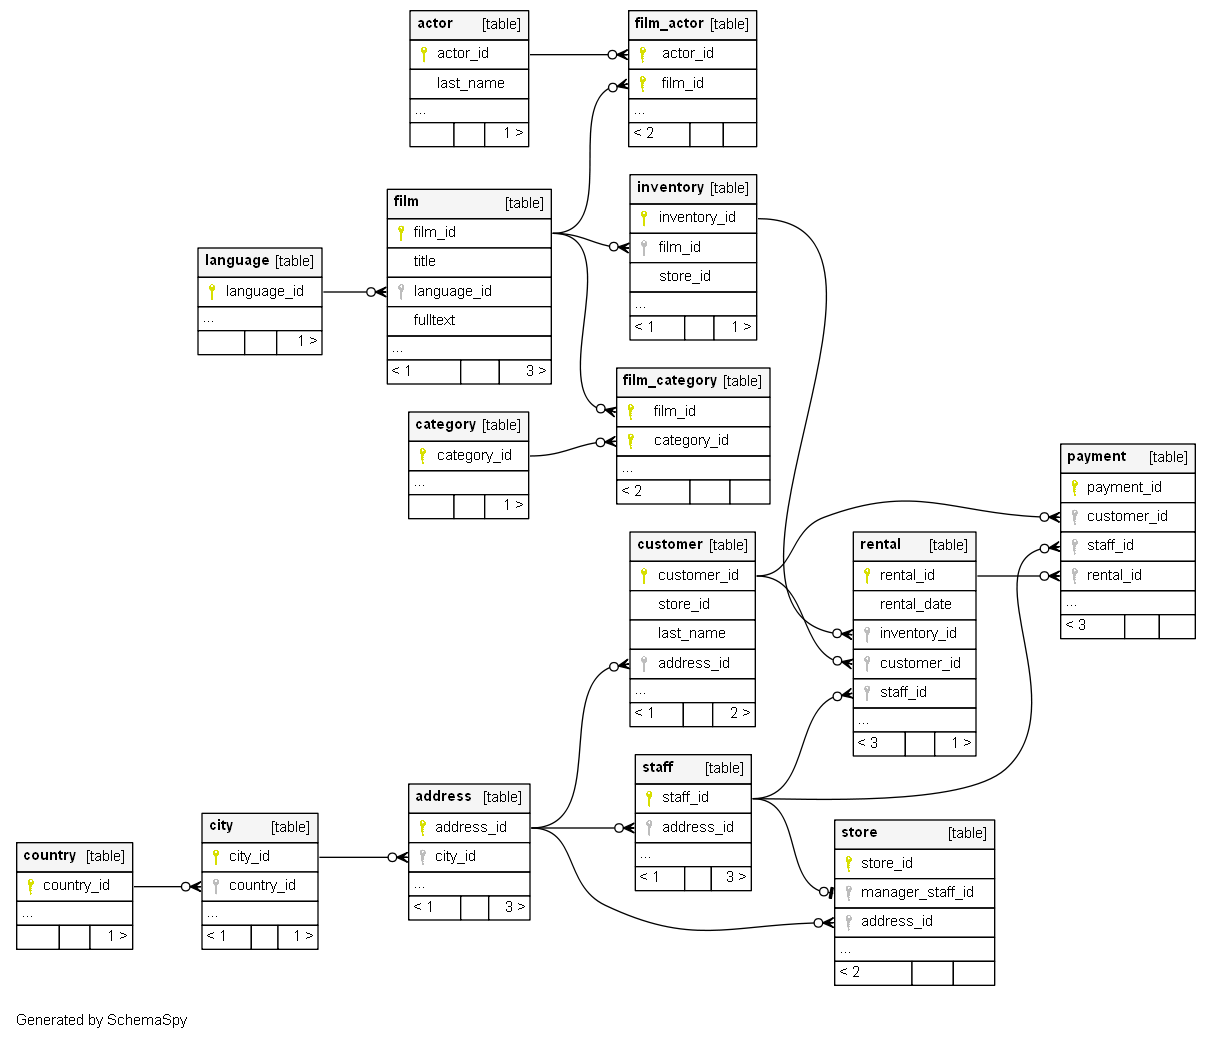 actor [table]
actor_id
last_name
...
1 >
film_actor [table]
actor_id
film_id
...
< 2
film [table]
film_id
title
language_id
fulltext
...
< 1 3 >
inventory [table]
inventory_id
film_id
store_id
...
< 1 1 >
language [table]
language_id
...
1 >
film_category [table]
film_id
category_id
...
< 2
category [table]
category_id
...
1 >
payment [table]
payment_id
customer_id
staff_id
rental_id
...
< 3
customer [table]
customer_id
store_id
last_name
address_id
...
< 1 2 >
rental [table]
rental_id
rental_date
inventory_id
customer_id
staff_id
...
< 3 1 >
staff [table]
staff_id
address_id
...
< 1 3 >
address [table]
address_id
city_id
...
< 1 3 >
city [table]
city_id
country_id
...
< 1 1 >
country [table]
country_id
...
1 >
store [table]
store_id
manager_staff_id
address_id
...
< 2
Generated by SchemaSpy